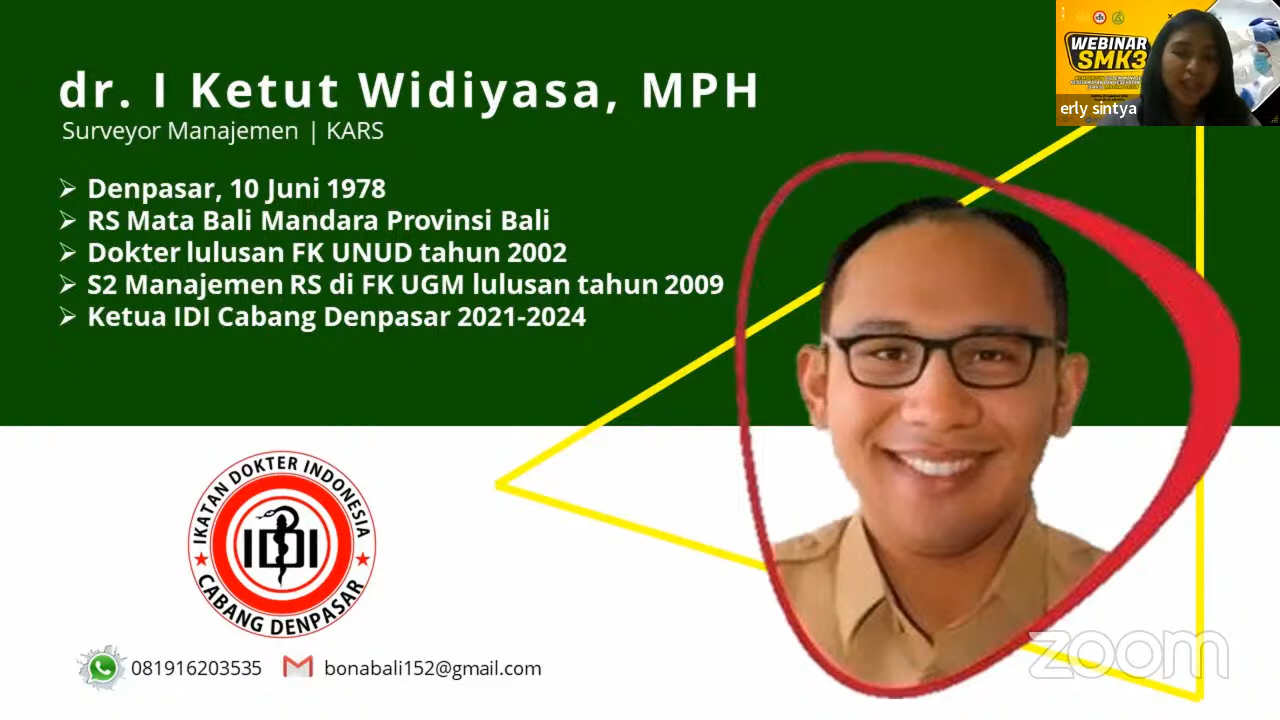 dr. I Ketut Widiyasa, MPH
Surveyor Manajemen | KARS
Denpasar, 10 Juni 1978
RS Mata Bali Mandara Provinsi Bali
Dokter lulusan FK UNUD tahun 2002
S2 Manajemen RS di FK UGM lulusan tahun 2009
Ketua IDI Cabang Denpasar 2021-2024
WEBINAR
SMK3
erly sintya
IKATAN DOKTER INDONESIA
IDI
CABANG DENPASAR
081916203535 bonabali152@gmail.com
zoom